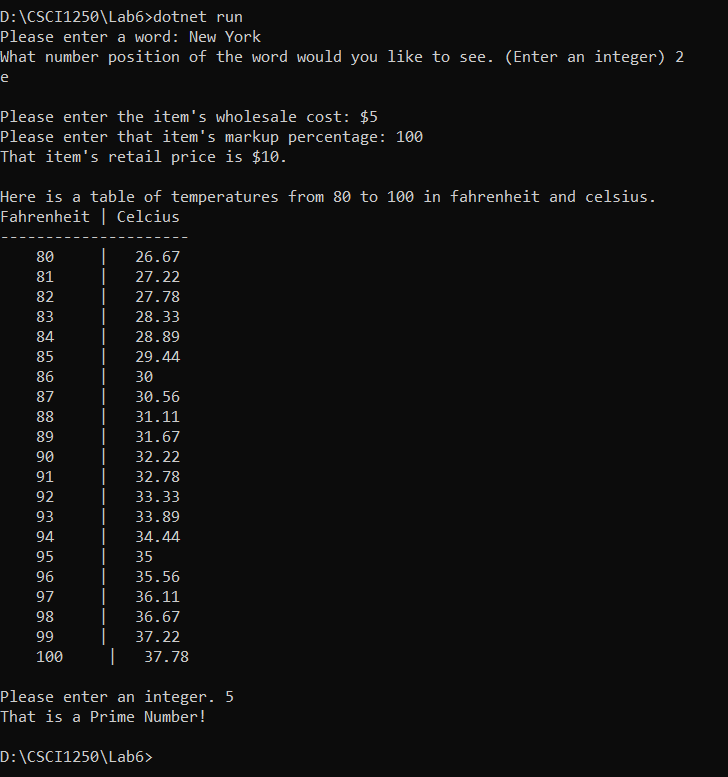 D:\CSCI1250\Lab6>dotnet run
Please enter a word: New York
What number position of the word would you like to see. (Enter an integer) 2
e

Please enter the item's wholesale cost: $5
Please enter that item's markup percentage: 100
That item's retail price is $10.

Here is a table of temperatures from 80 to 100 in fahrenheit and celsius.
Fahrenheit | Celcius
---------------------
    80     |   26.67
    81     |   27.22
    82     |   27.78
    83     |   28.33
    84     |   28.89
    85     |   29.44
    86     |   30
    87     |   30.56
    88     |   31.11
    89     |   31.67
    90     |   32.22
    91     |   32.78
    92     |   33.33
    93     |   33.89
    94     |   34.44
    95     |   35
    96     |   35.56
    97     |   36.11
    98     |   36.67
    99     |   37.22
    100     |   37.78

Please enter an integer. 5
That is a Prime Number!

D:\CSCI1250\Lab6>